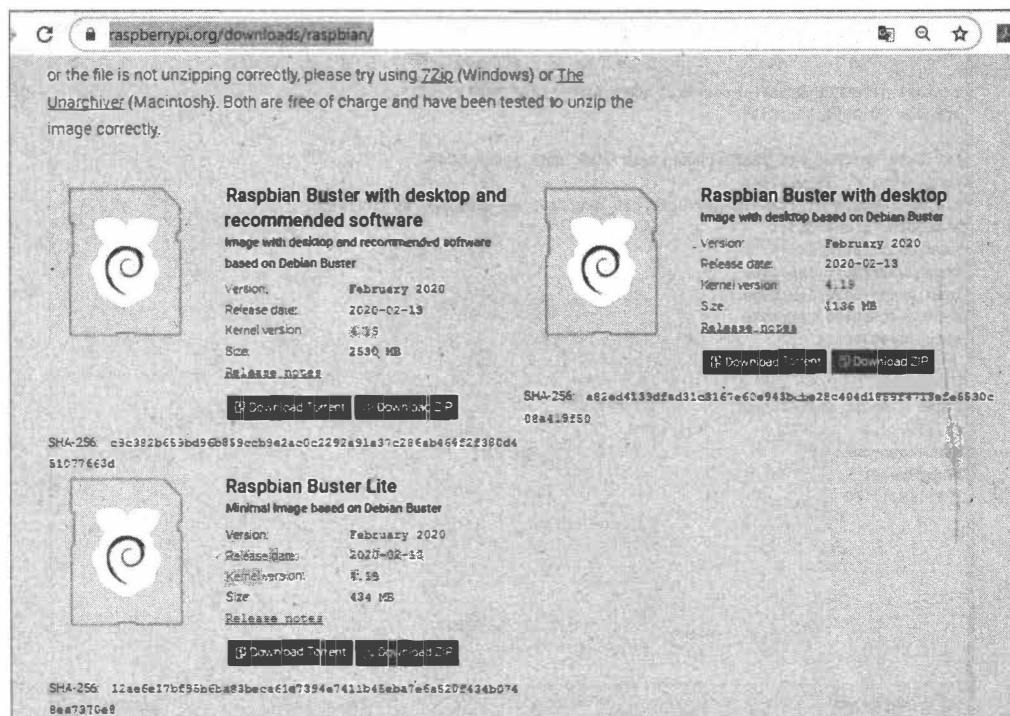 raspberrypi.org/downloads/raspbian/
or the file is not unzipping correctly, please try using 7Zip (Windows) or The
Unarchiver (Macintosh). Both are free of charge and have been tested to unzip the
image correctly.
Raspbian Buster with desktop and
recommended software
Image with desktop and recommended software
based on Debian Buster
Version: February 2020
Release date: 2020-02-13
Kernel version 4.19
Size: 2530 MB
Release notes
Download Torrent Download ZIP
SHA-256:
51077663d
Raspbian Buster with desktop
Image with desktop based on Debian Buster
Version: February 2020
Release date: 2020-02-13
Kernel version 4.19
Size 1136 MB
Release notes
Download Torrent Download ZIP
SHA-256:
08a419f50
Raspbian Buster Lite
Minimal image based on Debian Buster
Version: February 2020
Release date: 2020-02-13
Kernel version: 4.19
Size 434 MB
Release notes
Download Torrent Download ZIP
SHA-256:
8ea7370e8